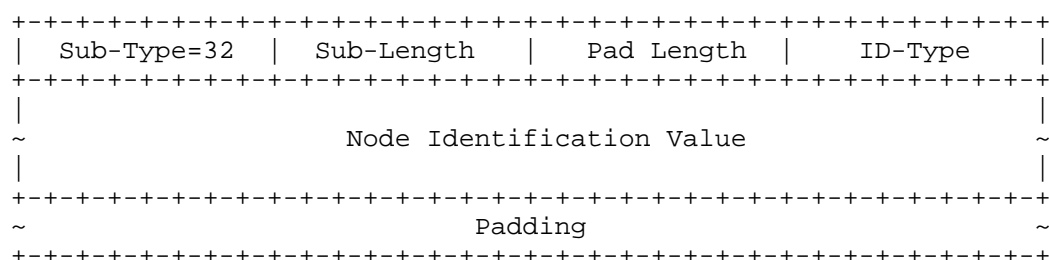 +-+-+-+-+-+-+-+-+-+-+-+-+-+-+-+-+-+-+-+-+-+-+-+-+-+-+-+-+-+-+-+-+
|  Sub-Type=32  |  Sub-Length   |   Pad Length  |    ID-Type    |
+-+-+-+-+-+-+-+-+-+-+-+-+-+-+-+-+-+-+-+-+-+-+-+-+-+-+-+-+-+-+-+-+
|                                                               |
~                    Node Identification Value                  ~
|                                                               |
+-+-+-+-+-+-+-+-+-+-+-+-+-+-+-+-+-+-+-+-+-+-+-+-+-+-+-+-+-+-+-+-+
~                            Padding                            ~
+-+-+-+-+-+-+-+-+-+-+-+-+-+-+-+-+-+-+-+-+-+-+-+-+-+-+-+-+-+-+-+-+